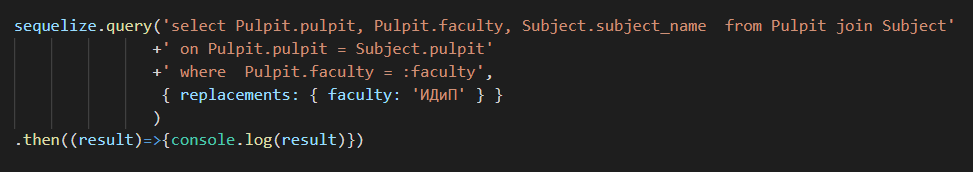 sequelize.query('select Pulpit.pulpit, Pulpit.faculty, Subject.subject_name  from Pulpit join Subject'
+' on Pulpit.pulpit = Subject.pulpit'
+' where  Pulpit.faculty = :faculty',
{ replacements: { faculty: 'ИДиП' } }
)
.then((result)=>{console.log(result)})